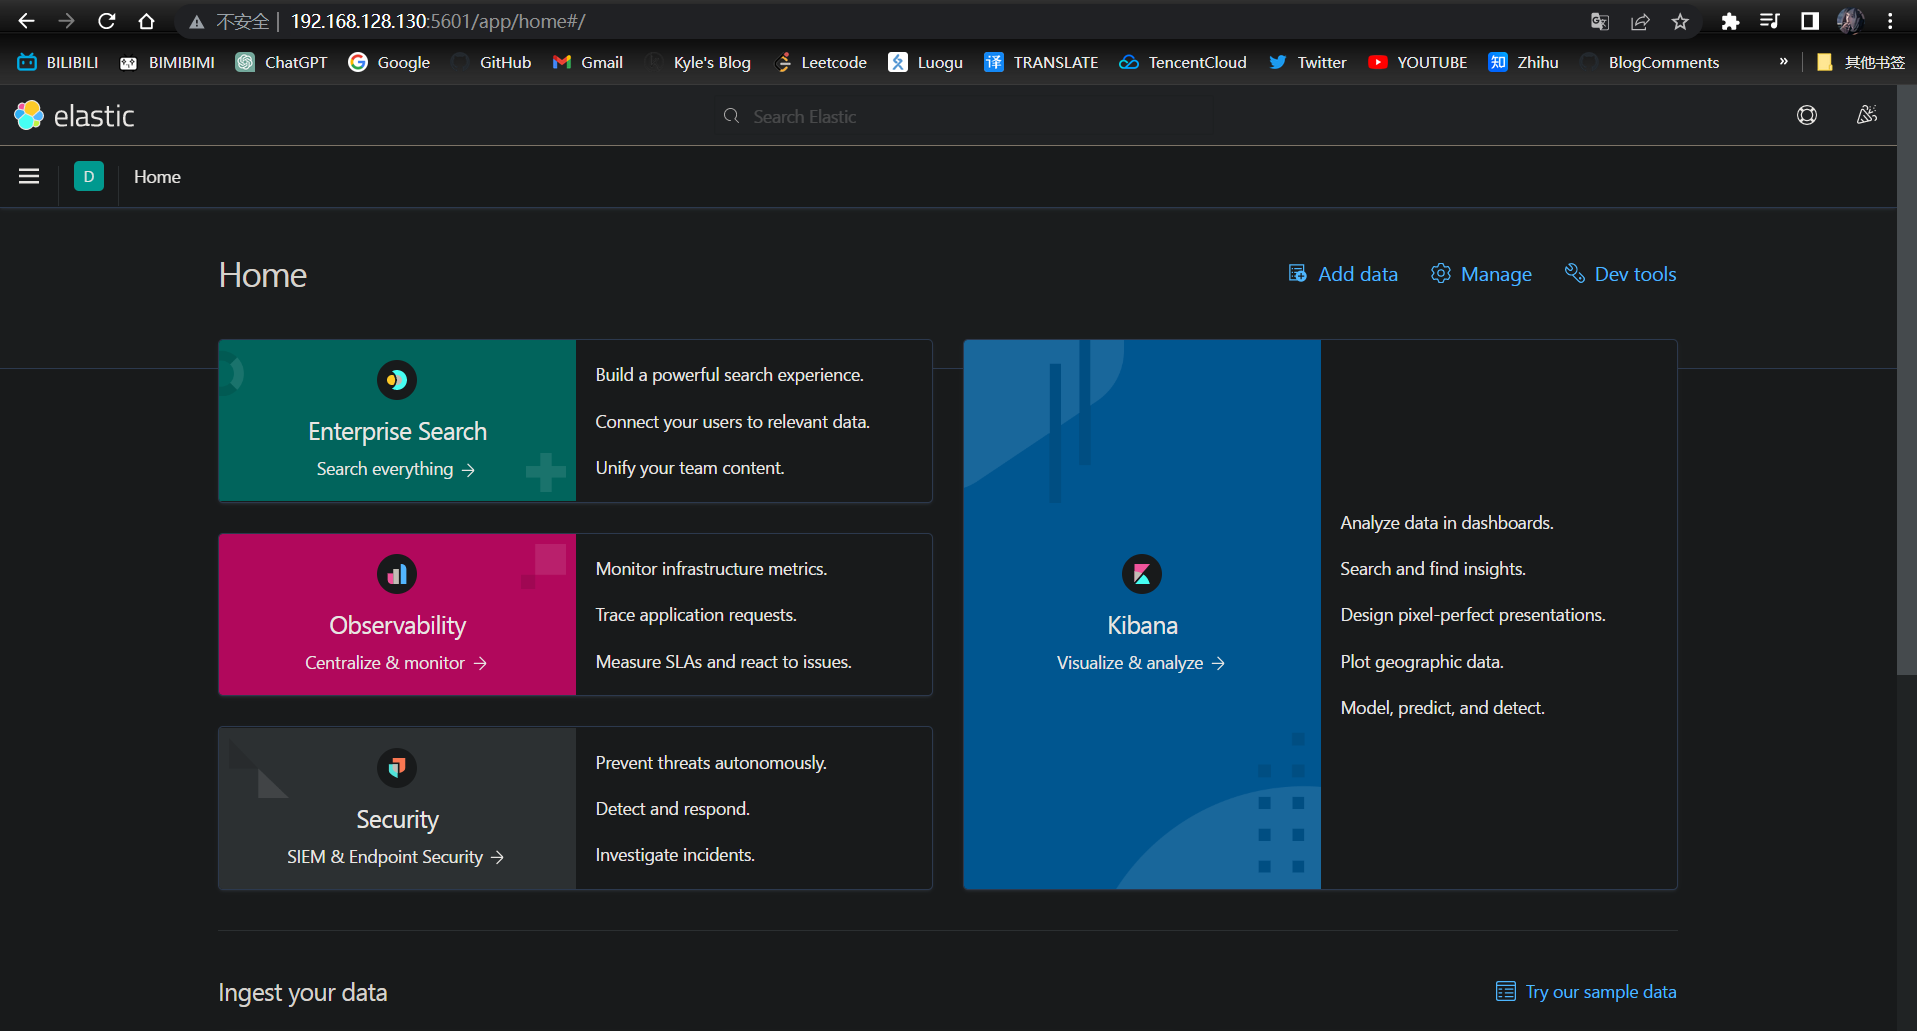 不安全 | 192.168.128.130:5601/app/home#/
BILIBILI BIMIBIMI ChatGPT Google GitHub Gmail Kyle's Blog Leetcode Luogu 译 TRANSLATE TencentCloud Twitter YOUTUBE 知 Zhihu BlogComments » 其他书签
elastic Search Elastic
D Home
Home Add data Manage Dev tools
Enterprise Search
Search everything →
Build a powerful search experience.
Connect your users to relevant data.
Unify your team content.
Observability
Centralize & monitor →
Monitor infrastructure metrics.
Trace application requests.
Measure SLAs and react to issues.
Security
SIEM & Endpoint Security →
Prevent threats autonomously.
Detect and respond.
Investigate incidents.
Kibana
Visualize & analyze →
Analyze data in dashboards.
Search and find insights.
Design pixel-perfect presentations.
Plot geographic data.
Model, predict, and detect.
Ingest your data Try our sample data